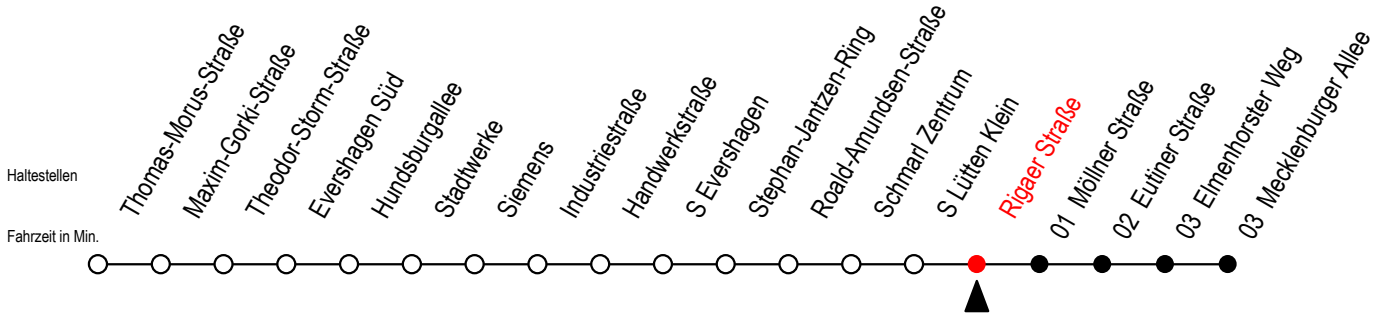 Haltestellen
Fahrzeit in Min.
Thomas-Morus-Straße
Maxim-Gorki-Straße
Theodor-Storm-Straße
Evershagen Süd
Hundsburgallee
Stadtwerke
Siemens
Industriestraße
Handwerkstraße
S Evershagen
Stephan-Jantzen-Ring
Roald-Amundsen-Straße
Schmarl Zentrum
S Lütten Klein
Rigaer Straße
01 Möllner Straße
02 Eutiner Straße
03 Elmenhorster Weg
03 Mecklenburger Allee